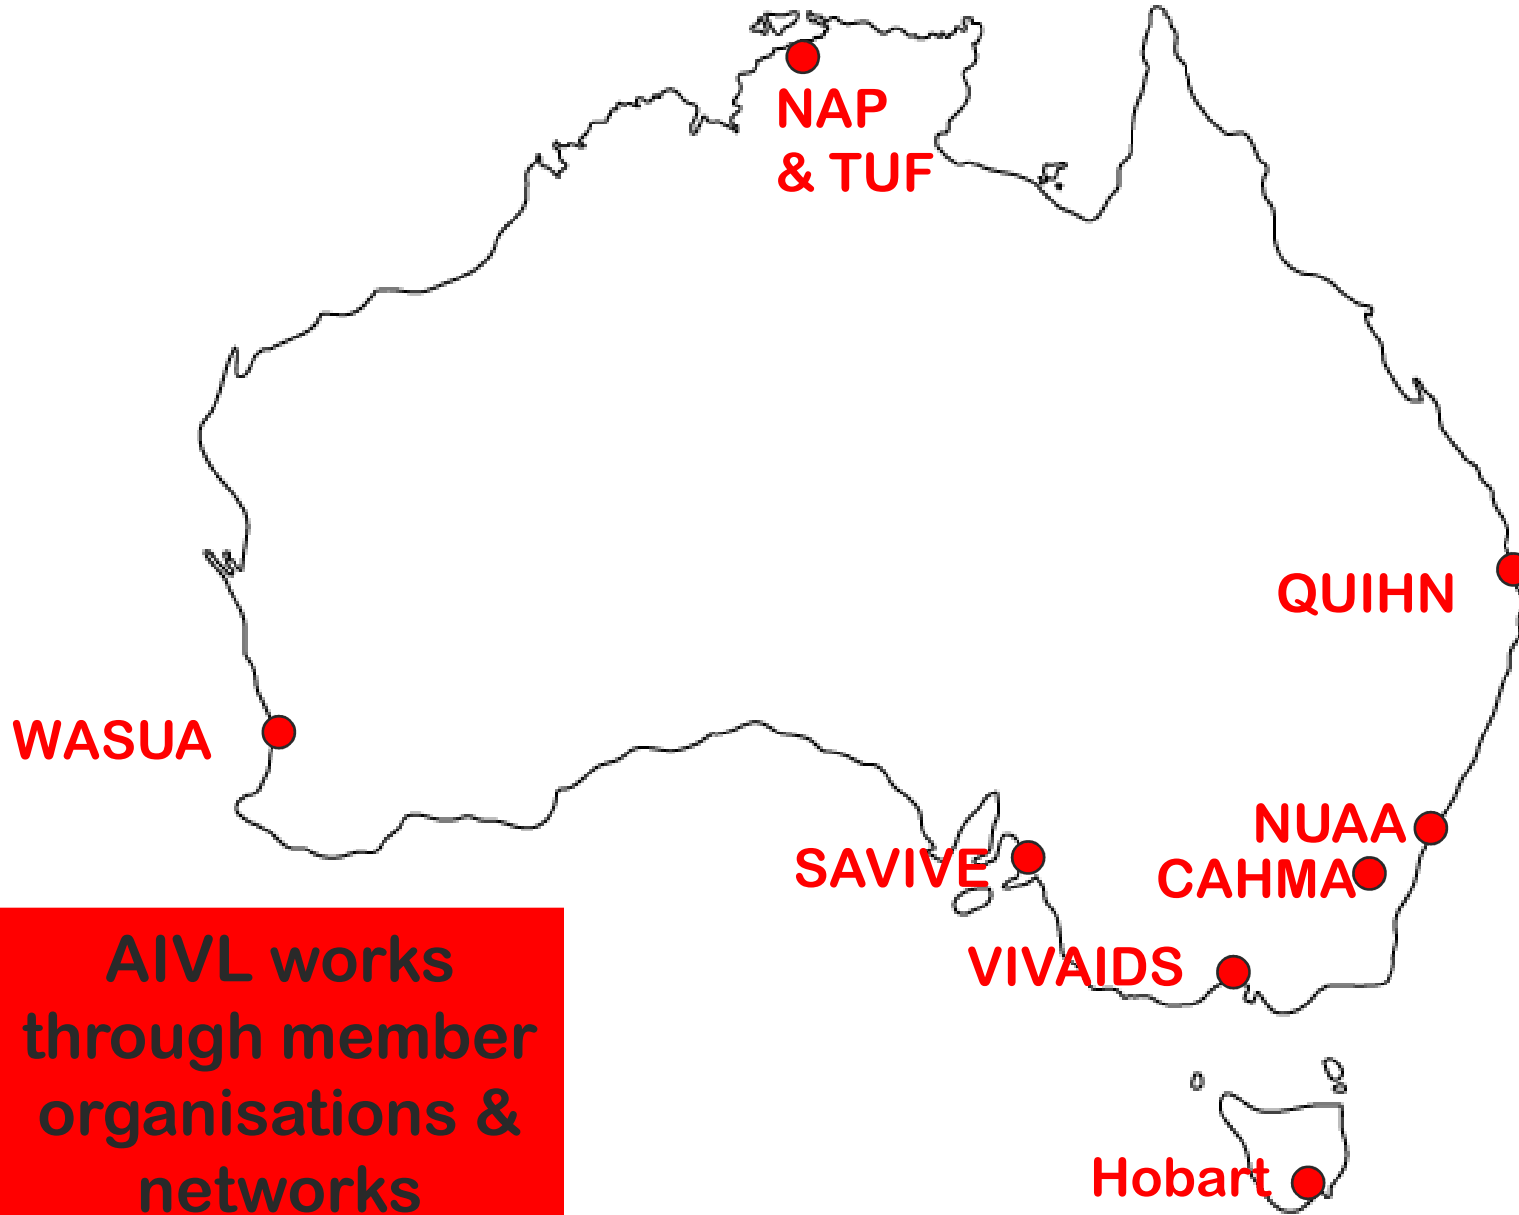 NAP
& TUF
QUIHN
WASUA
NUAA
SAVIVE
CAHMA
VIVAIDS
AIVL works
through member
organisations &
networks
Hobart